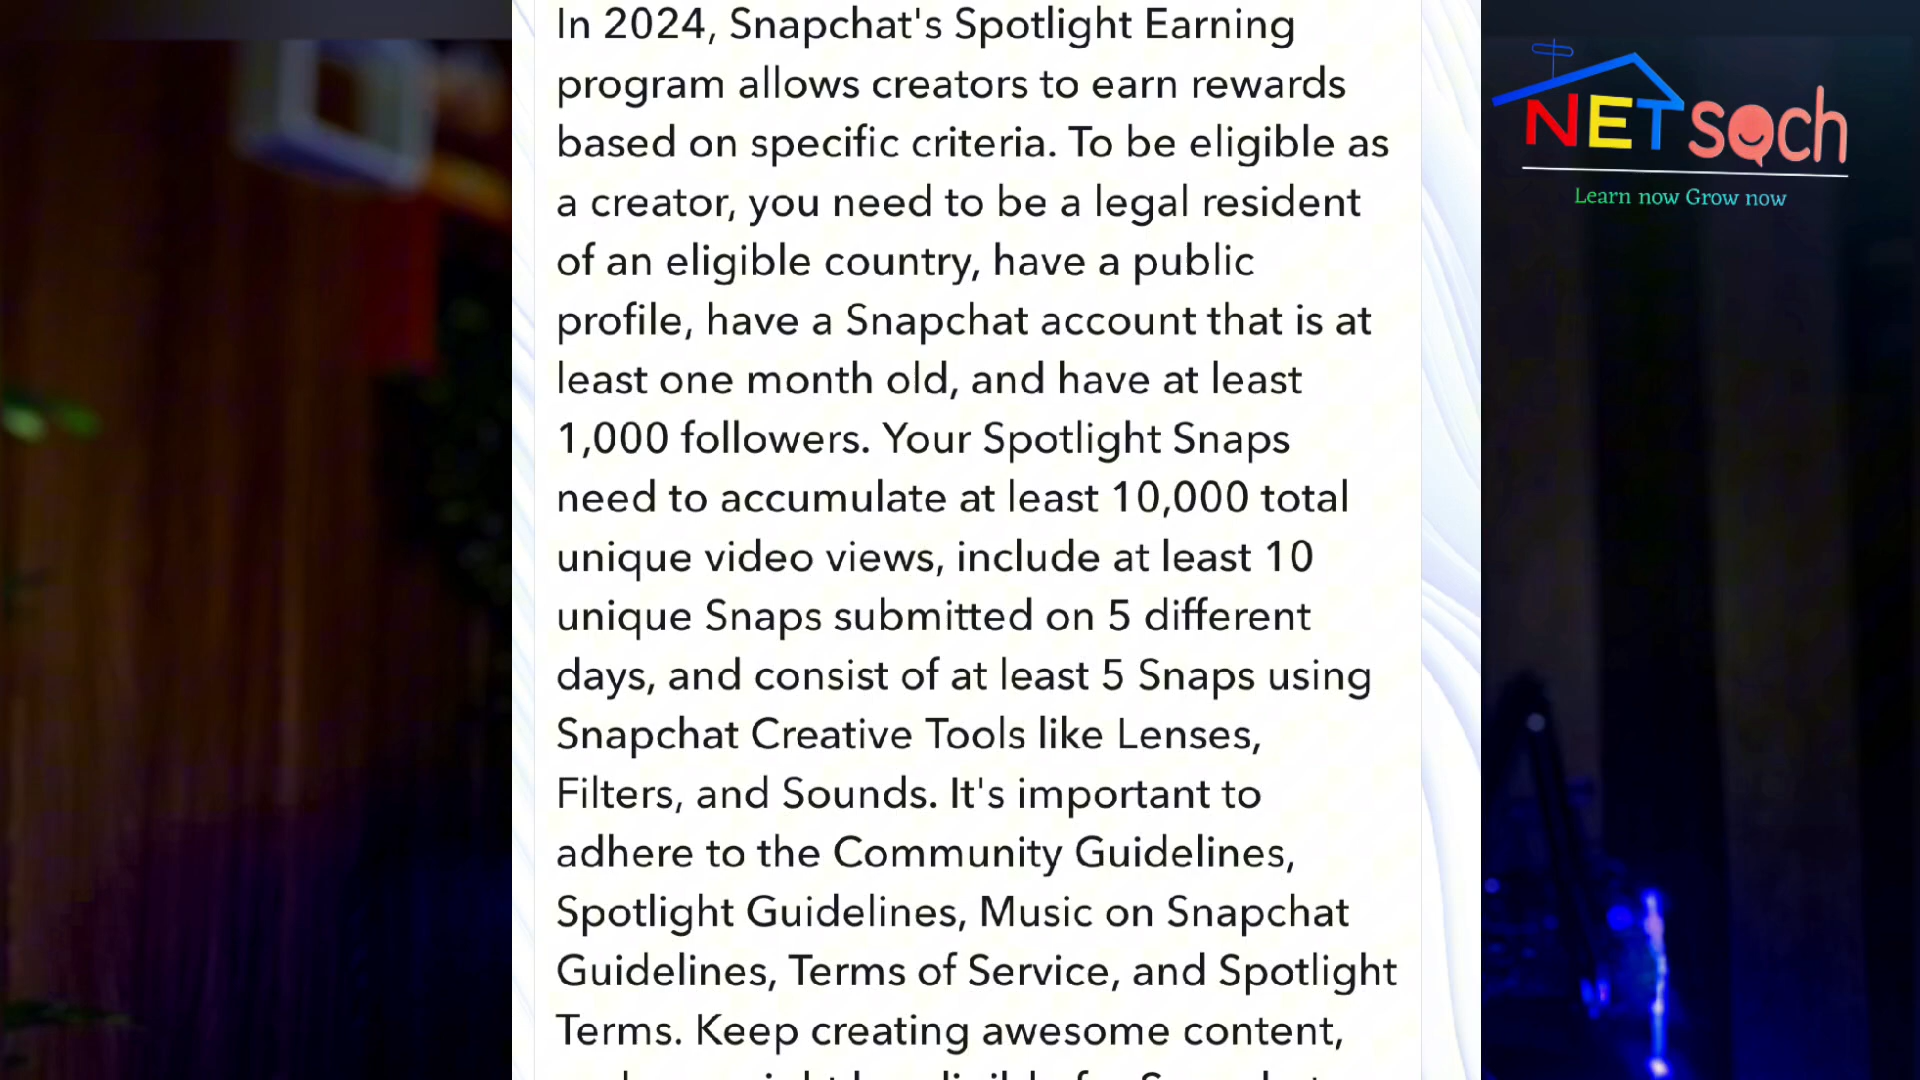 In 2024, Snapchat's Spotlight Earning
program allows creators to earn rewards
based on specific criteria. To be eligible as
a creator, you need to be a legal resident
of an eligible country, have a public
profile, have a Snapchat account that is at
least one month old, and have at least
1,000 followers. Your Spotlight Snaps
need to accumulate at least 10,000 total
unique video views, include at least 10
unique Snaps submitted on 5 different
days, and consist of at least 5 Snaps using
Snapchat Creative Tools like Lenses,
Filters, and Sounds. It's important to
adhere to the Community Guidelines,
Spotlight Guidelines, Music on Snapchat
Guidelines, Terms of Service, and Spotlight
Terms. Keep creating awesome content,
NET soch
Learn now Grow now